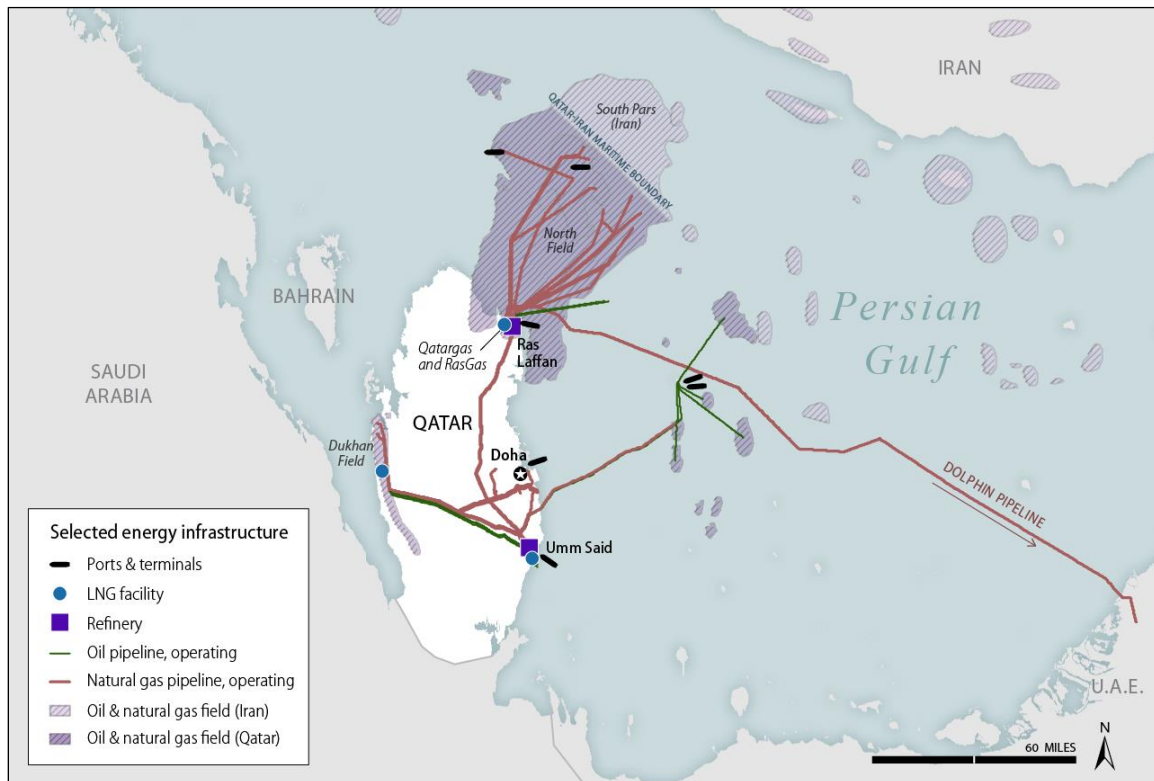 IRAN
South Pars
(Iran)
QATAR-IRAN MARITIME BOUNDARY
North
Field
BAHRAIN
Persian
Gulf
Qatargas
and RasGas
Ras
Laffan
SAUDI
ARABIA
QATAR
Dukhan
Field
Doha
DOLPHIN PIPELINE
Umm Said
U.A.E.
Selected energy infrastructure
Ports & terminals
LNG facility
Refinery
Oil pipeline, operating
Natural gas pipeline, operating
Oil & natural gas field (Iran)
Oil & natural gas field (Qatar)
60 MILES
N